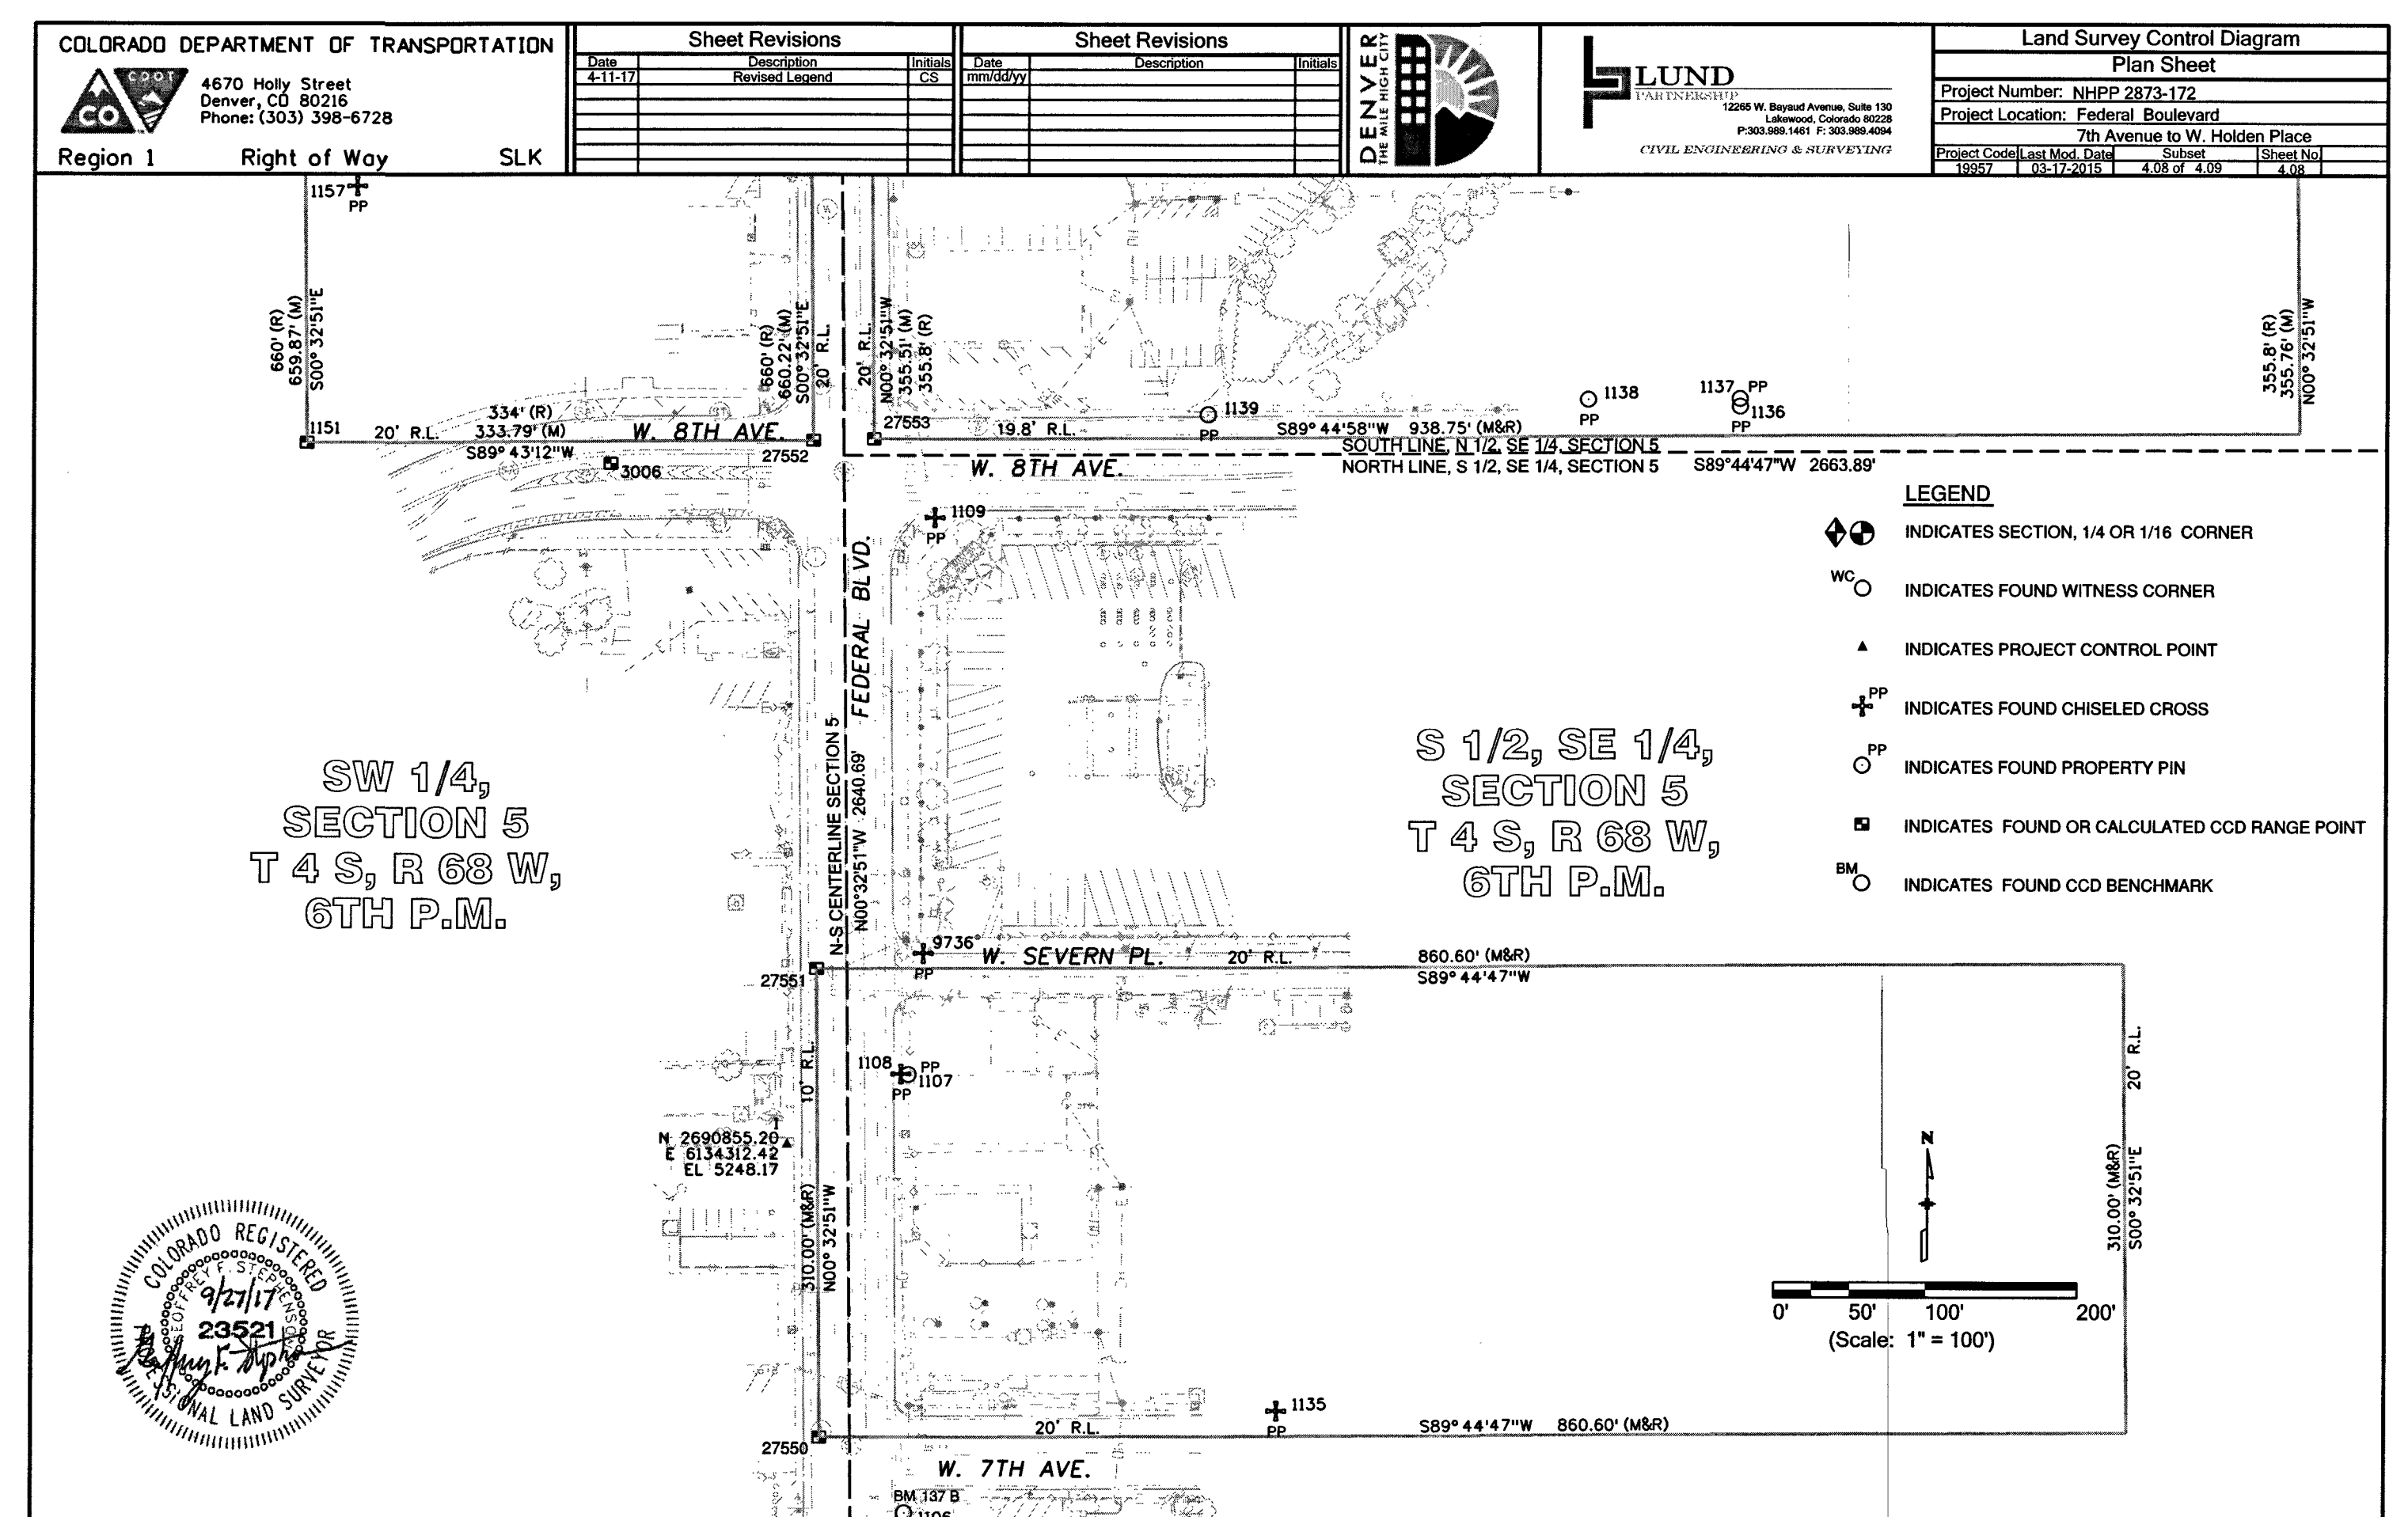 COLORADO DEPARTMENT OF TRANSPORTATION
CDOT
CO
4670 Holly Street
Denver, CO 80216
Phone: (303) 398-6728
Region 1 Right of Way SLK
Sheet Revisions
Date Description Initials
4-11-17 Revised Legend CS
Sheet Revisions
Date Description Initials
mm/dd/yy
DENVER
THE MILE HIGH CITY
LUND
PARTNERSHIP
12265 W. Bayaud Avenue, Suite 130
Lakewood, Colorado 80228
P:303.989.1461 F: 303.989.4094
CIVIL ENGINEERING & SURVEYING
Land Survey Control Diagram
Plan Sheet
Project Number: NHPP 2873-172
Project Location: Federal Boulevard
7th Avenue to W. Holden Place
Project Code Last Mod. Date Subset Sheet No.
19957 03-17-2015 4.08 of 4.09 4.08
1157
PP
660' (R)
659.87' (M)
S00° 32'51"E
660' (R)
660.22' (M)
S00° 32'51"E
20' R.L.
20' R.L.
N00° 32'51"W
355.51' (M)
355.8' (R)
355.8' (R)
355.76' (M)
N00° 32'51"W
1151
20' R.L.
334' (R)
333.79' (M)
S89° 43'12"W
W. 8TH AVE.
27552
27553
3006
1139
PP
1138
PP
1137 PP
1136
PP
19.8' R.L.
S89° 44'58"W 938.75' (M&R)
SOUTH LINE, N 1/2, SE 1/4, SECTION 5
NORTH LINE, S 1/2, SE 1/4, SECTION 5 S89°44'47"W 2663.89'
W. 8TH AVE.
1109
PP
FEDERAL BLVD.
N-S CENTERLINE SECTION 5
N00°32'51"W 2640.69'
LEGEND
INDICATES SECTION, 1/4 OR 1/16 CORNER
WC
INDICATES FOUND WITNESS CORNER
INDICATES PROJECT CONTROL POINT
PP
INDICATES FOUND CHISELED CROSS
PP
INDICATES FOUND PROPERTY PIN
INDICATES FOUND OR CALCULATED CCD RANGE POINT
BM
INDICATES FOUND CCD BENCHMARK
SW 1/4,
SECTION 5
T 4 S, R 68 W,
6TH P.M.
S 1/2, SE 1/4,
SECTION 5
T 4 S, R 68 W,
6TH P.M.
9736
PP
W. SEVERN PL.
20' R.L.
860.60' (M&R)
S89° 44'47"W
27551
10' R.L.
1108 PP
1107
PP
N 2690855.20
E 6134312.42
EL 5248.17
310.00' (M&R)
N00° 32'51"W
20' R.L.
310.00' (M&R)
S00° 32'51"E
N
0' 50' 100' 200'
(Scale: 1" = 100')
COLORADO REGISTERED
GEOFFREY F. STEPHENSON
9/27/17
23521
PROFESSIONAL LAND SURVEYOR
1135
PP
27550
20' R.L.
S89° 44'47"W 860.60' (M&R)
W. 7TH AVE.
BM 137 B
1106